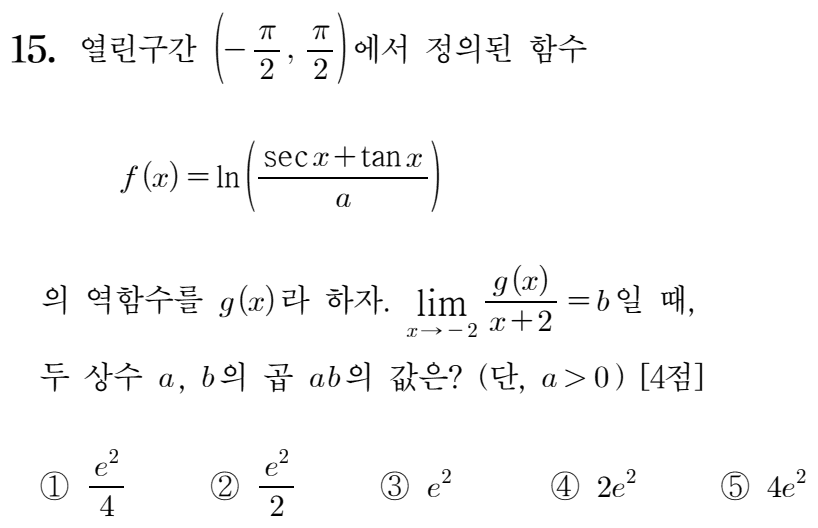 15. 열린구간 (-π/2, π/2)에서 정의된 함수
f(x)=ln((sec x+tan x)/a)
의 역함수를 g(x)라 하자. lim_{x→-2} g(x)/(x+2)=b일 때,
두 상수 a, b의 곱 ab의 값은? (단, a>0) [4점]
① e²/4 ② e²/2 ③ e² ④ 2e² ⑤ 4e²